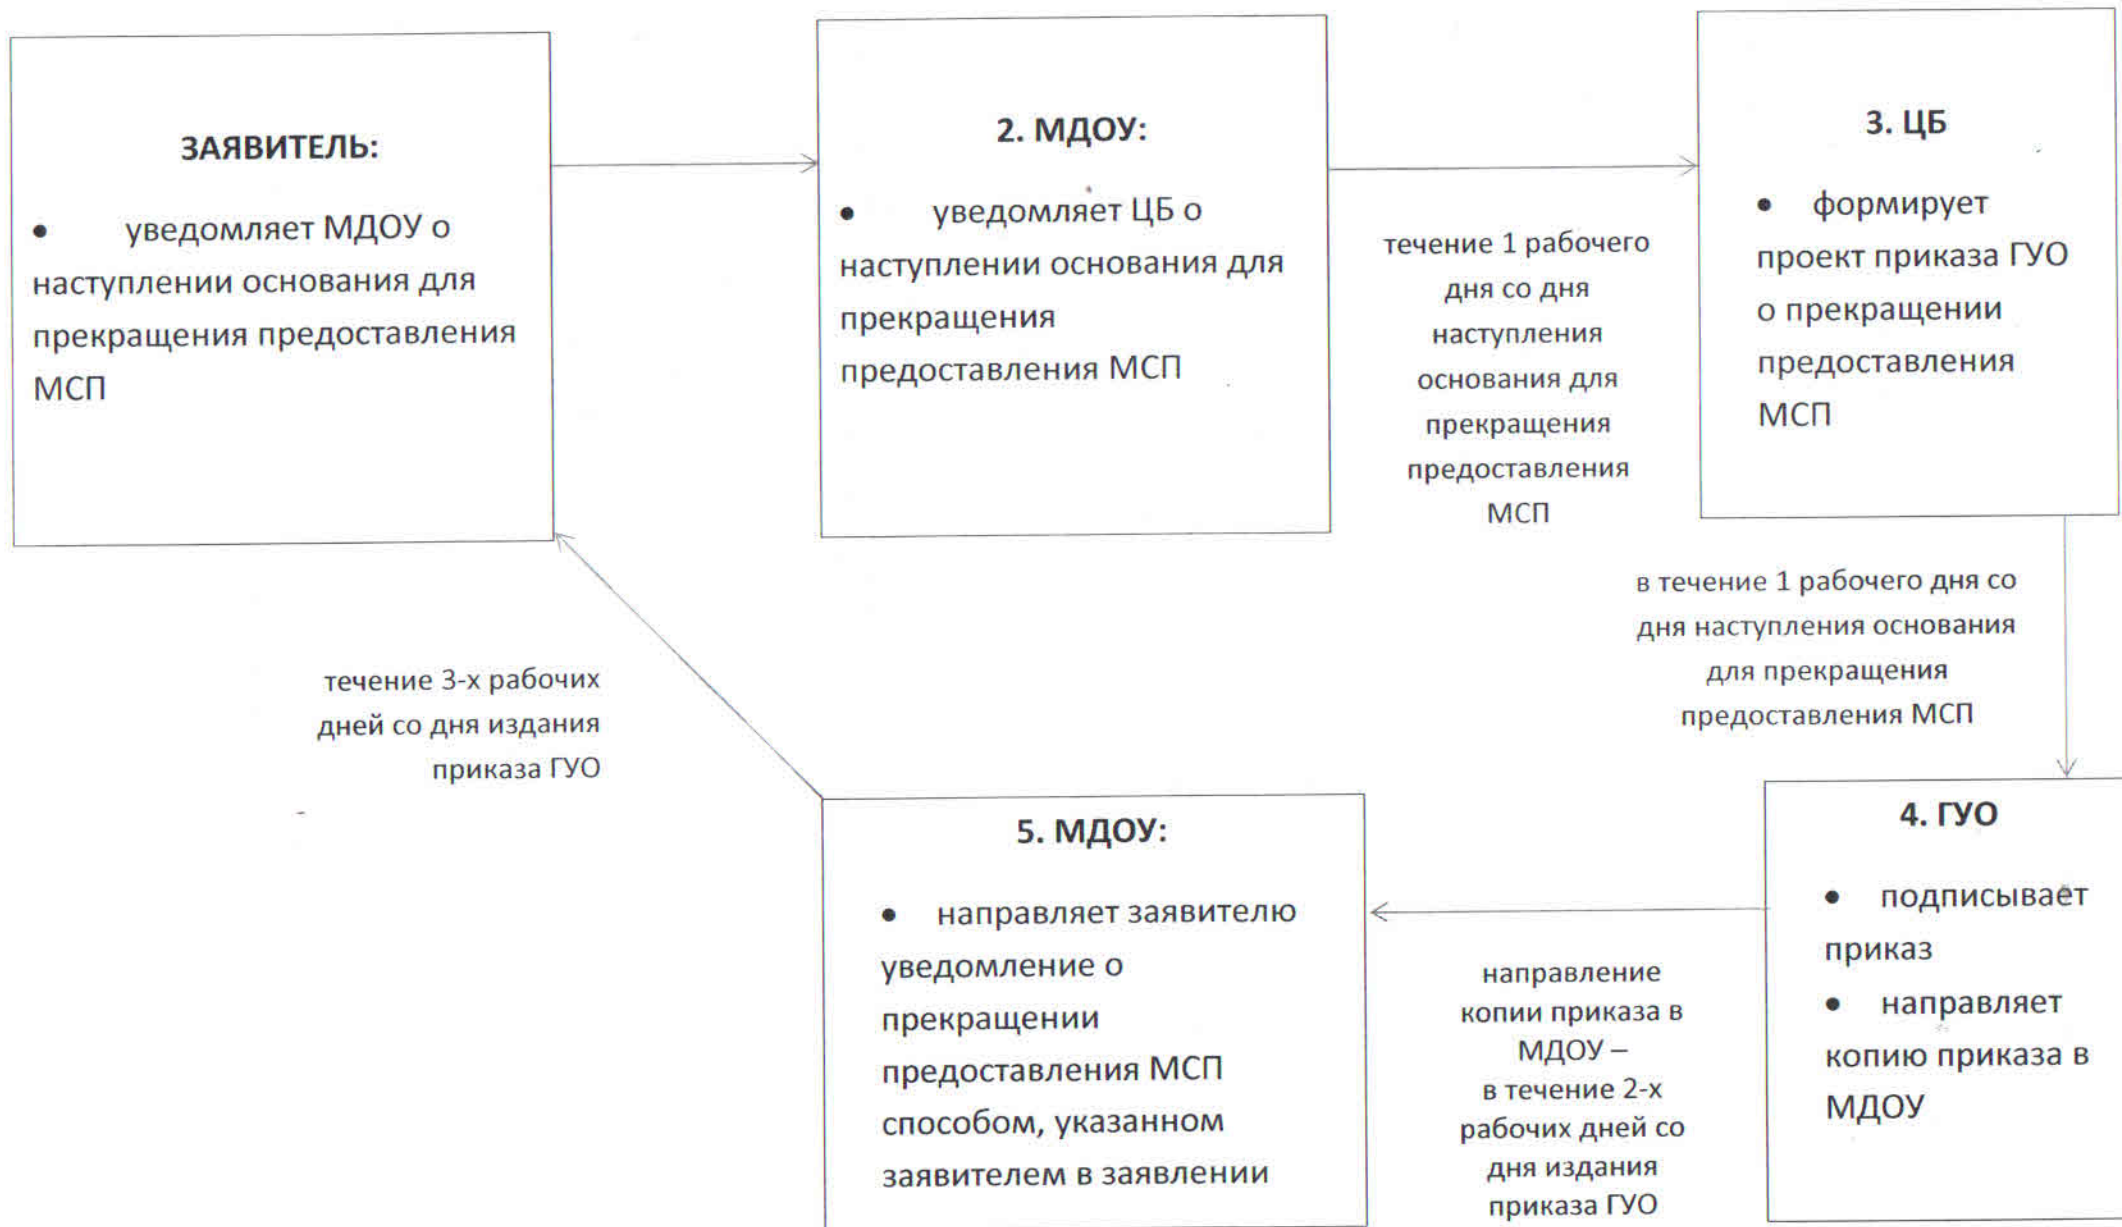 ЗАЯВИТЕЛЬ:
• уведомляет МДОУ о
наступлении основания для
прекращения предоставления
МСП
2. МДОУ:
• уведомляет ЦБ о
наступлении основания для
прекращения
предоставления МСП
течение 1 рабочего
дня со дня
наступления
основания для
прекращения
предоставления
МСП
3. ЦБ
• формирует
проект приказа ГУО
о прекращении
предоставления
МСП
в течение 1 рабочего дня со
дня наступления основания
для прекращения
предоставления МСП
4. ГУО
• подписывает
приказ
• направляет
копию приказа в
МДОУ
направление
копии приказа в
МДОУ –
в течение 2-х
рабочих дней со
дня издания
приказа ГУО
5. МДОУ:
• направляет заявителю
уведомление о
прекращении
предоставления МСП
способом, указанном
заявителем в заявлении
течение 3-х рабочих
дней со дня издания
приказа ГУО